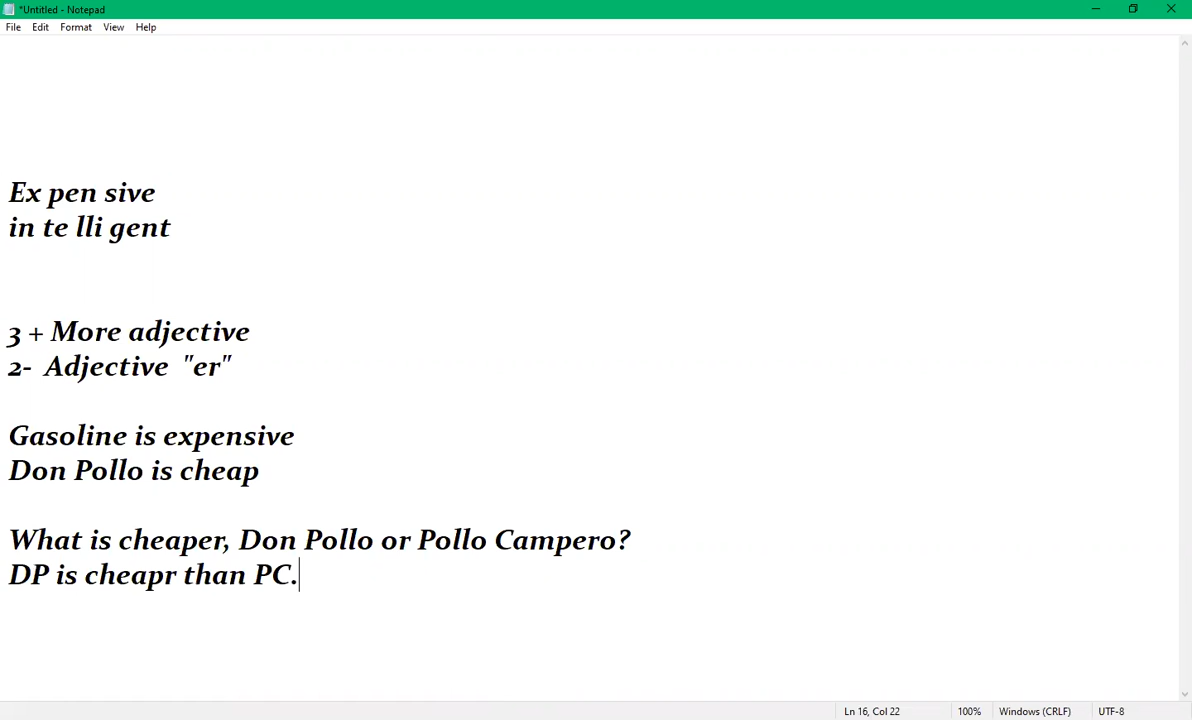 *Untitled - Notepad
File Edit Format View Help
Ex pen sive
in te lli gent
3 + More adjective
2- Adjective "er"
Gasoline is expensive
Don Pollo is cheap
What is cheaper, Don Pollo or Pollo Campero?
DP is cheapr than PC.
Ln 16, Col 22 100% Windows (CRLF) UTF-8